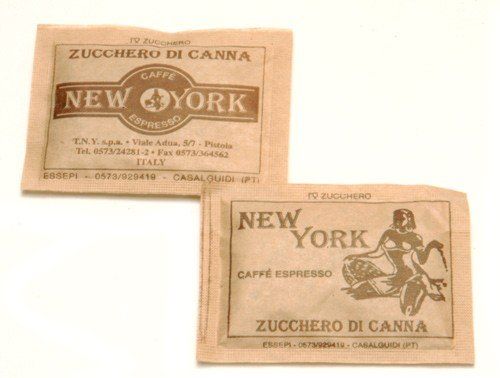 I♡ ZUCCHERO
ZUCCHERO DI CANNA
CAFFÈ
NEW YORK
ESPRESSO
T.N.Y. s.p.a. • Viale Adua, 5/7 - Pistoia
Tel. 0573/24281-2 • Fax 0573/364562
ITALY
ESSEPI - 0573/929419 - CASALGUIDI (PT)
I♡ ZUCCHERO
NEW
YORK
CAFFÈ ESPRESSO
ZUCCHERO DI CANNA
ESSEPI - 0573/929419 - CASALGUIDI (PT)